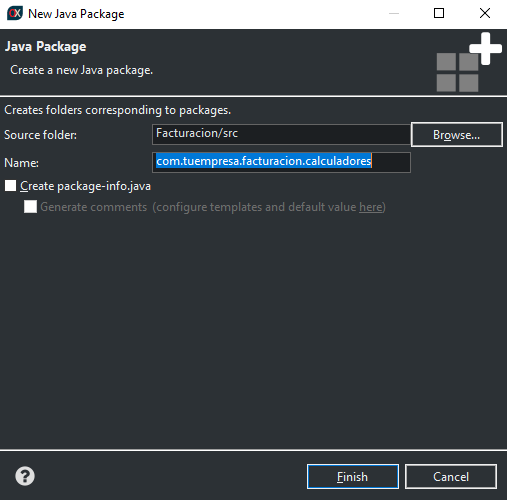 New Java Package
Java Package
Create a new Java package.
Creates folders corresponding to packages.
Source folder: Facturacion/src Browse...
Name: com.tuempresa.facturacion.calculadores
Create package-info.java
Generate comments (configure templates and default value here)
? Finish Cancel